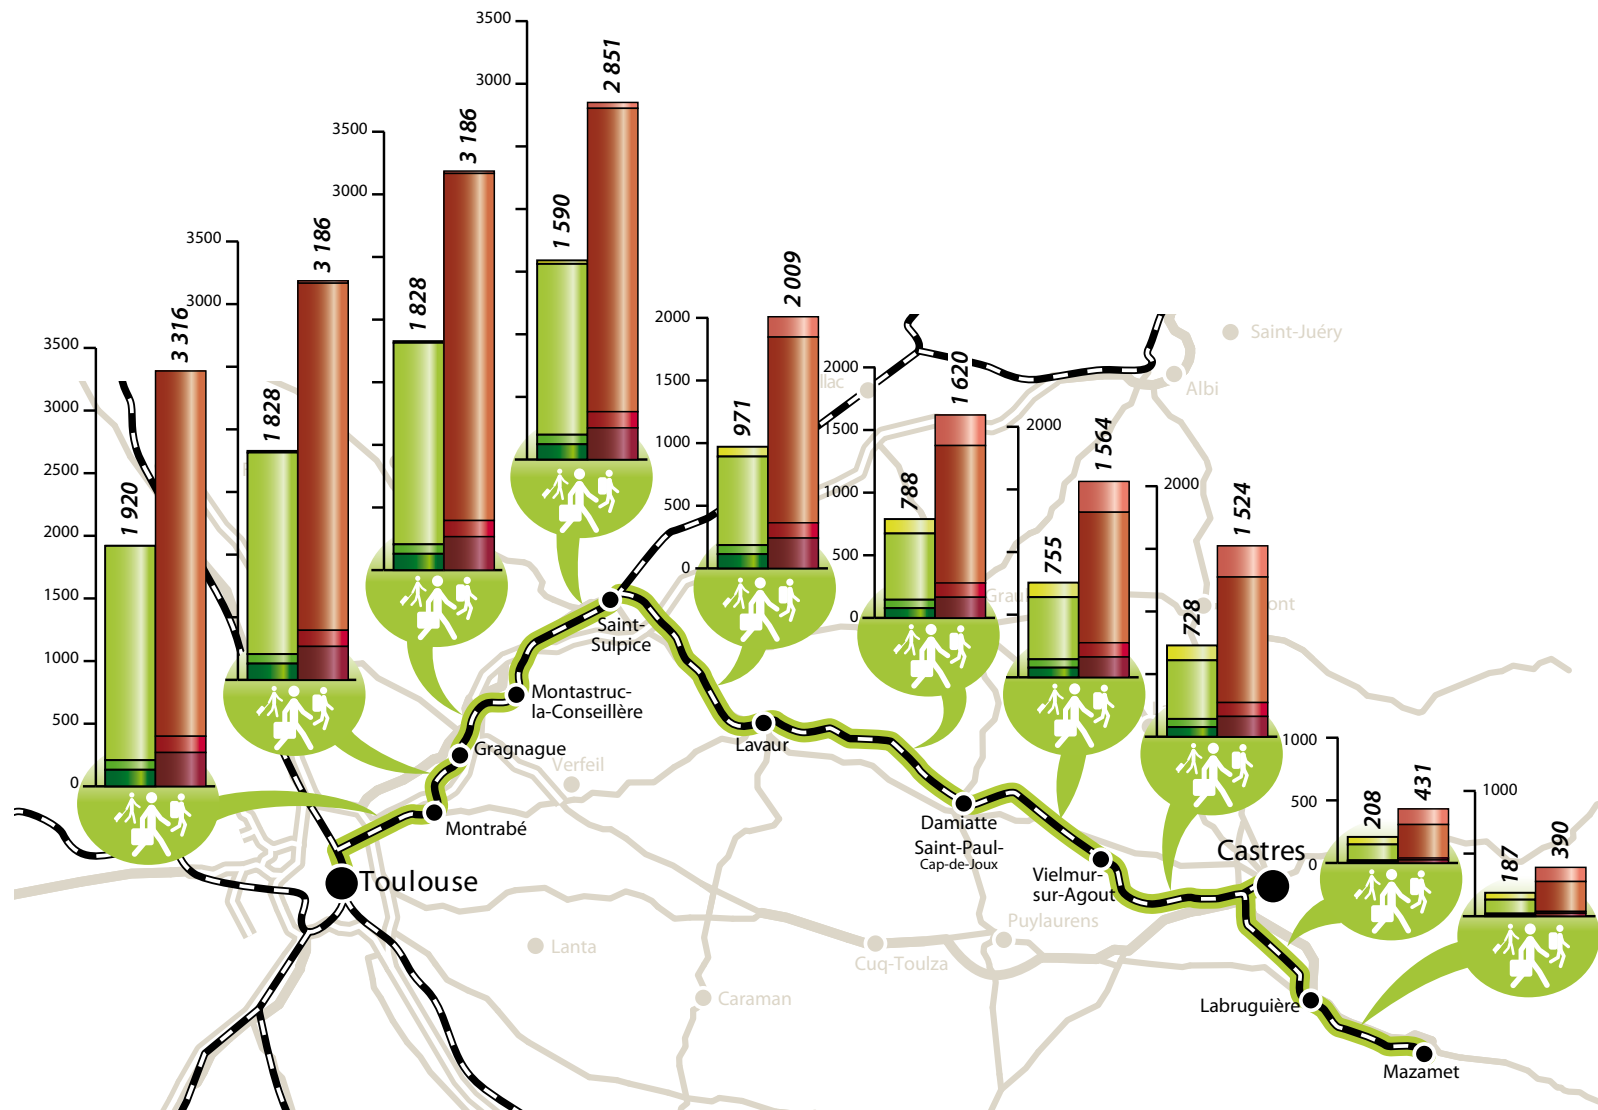 3500
3000
2500
2000
1500
1000
500
0
1 920
3 316
3500
3000
1 828
3 186
3500
3000
1 828
3 186
3500
3000
1 590
2 851
2000
1500
1000
500
0
971
2 009
2000
1500
1000
500
0
788
1 620
2000
755
1 564
2000
728
1 524
1000
500
0
208
431
1000
187
390
Saint-Juéry
Albi
Saint-
Sulpice
Montastruc-
la-Conseillère
Gragnague
Verfeil
Montrabé
Toulouse
Lavaur
Damiatte
Saint-Paul-
Cap-de-Joux
Vielmur-
sur-Agout
Castres
Puylaurens
Lanta
Cuq-Toulza
Caraman
Labruguière
Mazamet